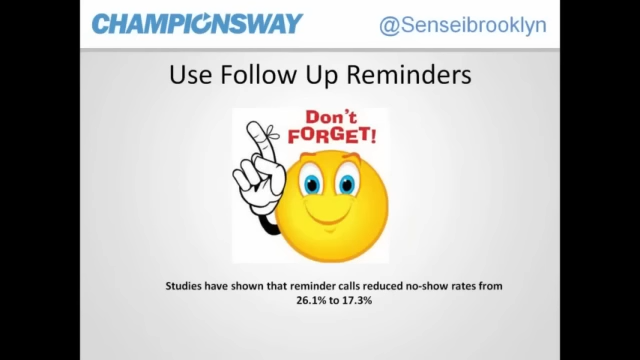 CHAMPIONSWAY
@Senseibrooklyn
Use Follow Up Reminders
Don't
FORGET!
Studies have shown that reminder calls reduced no-show rates from
26.1% to 17.3%